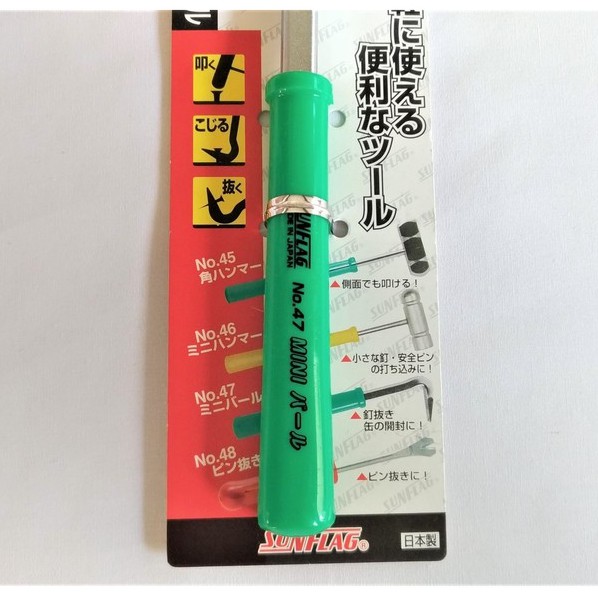 叩く
こじる
抜く
軽に使える
便利なツール
SUNFLAG
MADE IN JAPAN
No.47 MINI バール
No.45
角ハンマー
▲側面でも叩ける！
No.46
ミニハンマー
▲小さな釘・安全ピン
の打ち込みに！
No.47
ミニバール
▲釘抜き
缶の開封に！
No.48
ピン抜き
▲ピン抜きに！
SUNFLAG®
日本製